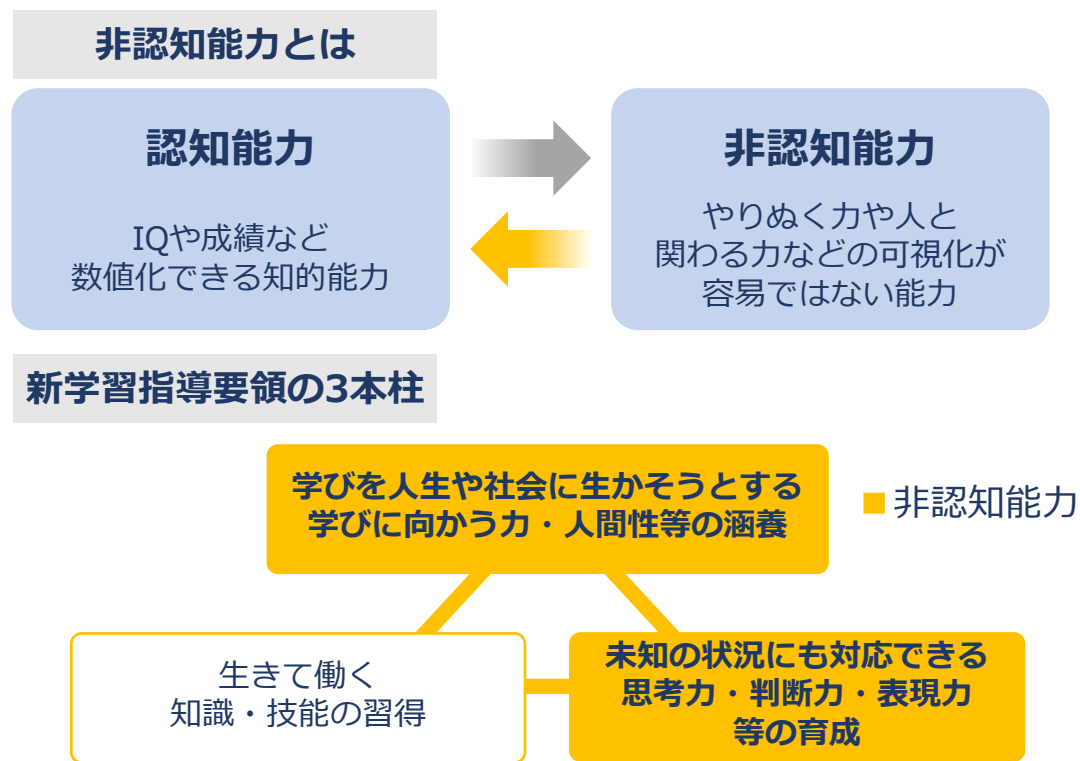 非認知能力とは
認知能力
IQや成績など
数値化できる知的能力
非認知能力
やりぬく力や人と
関わる力などの可視化が
容易ではない能力
新学習指導要領の3本柱
学びを人生や社会に生かそうとする
学びに向かう力・人間性等の涵養
■非認知能力
生きて働く
知識・技能の習得
未知の状況にも対応できる
思考力・判断力・表現力
等の育成